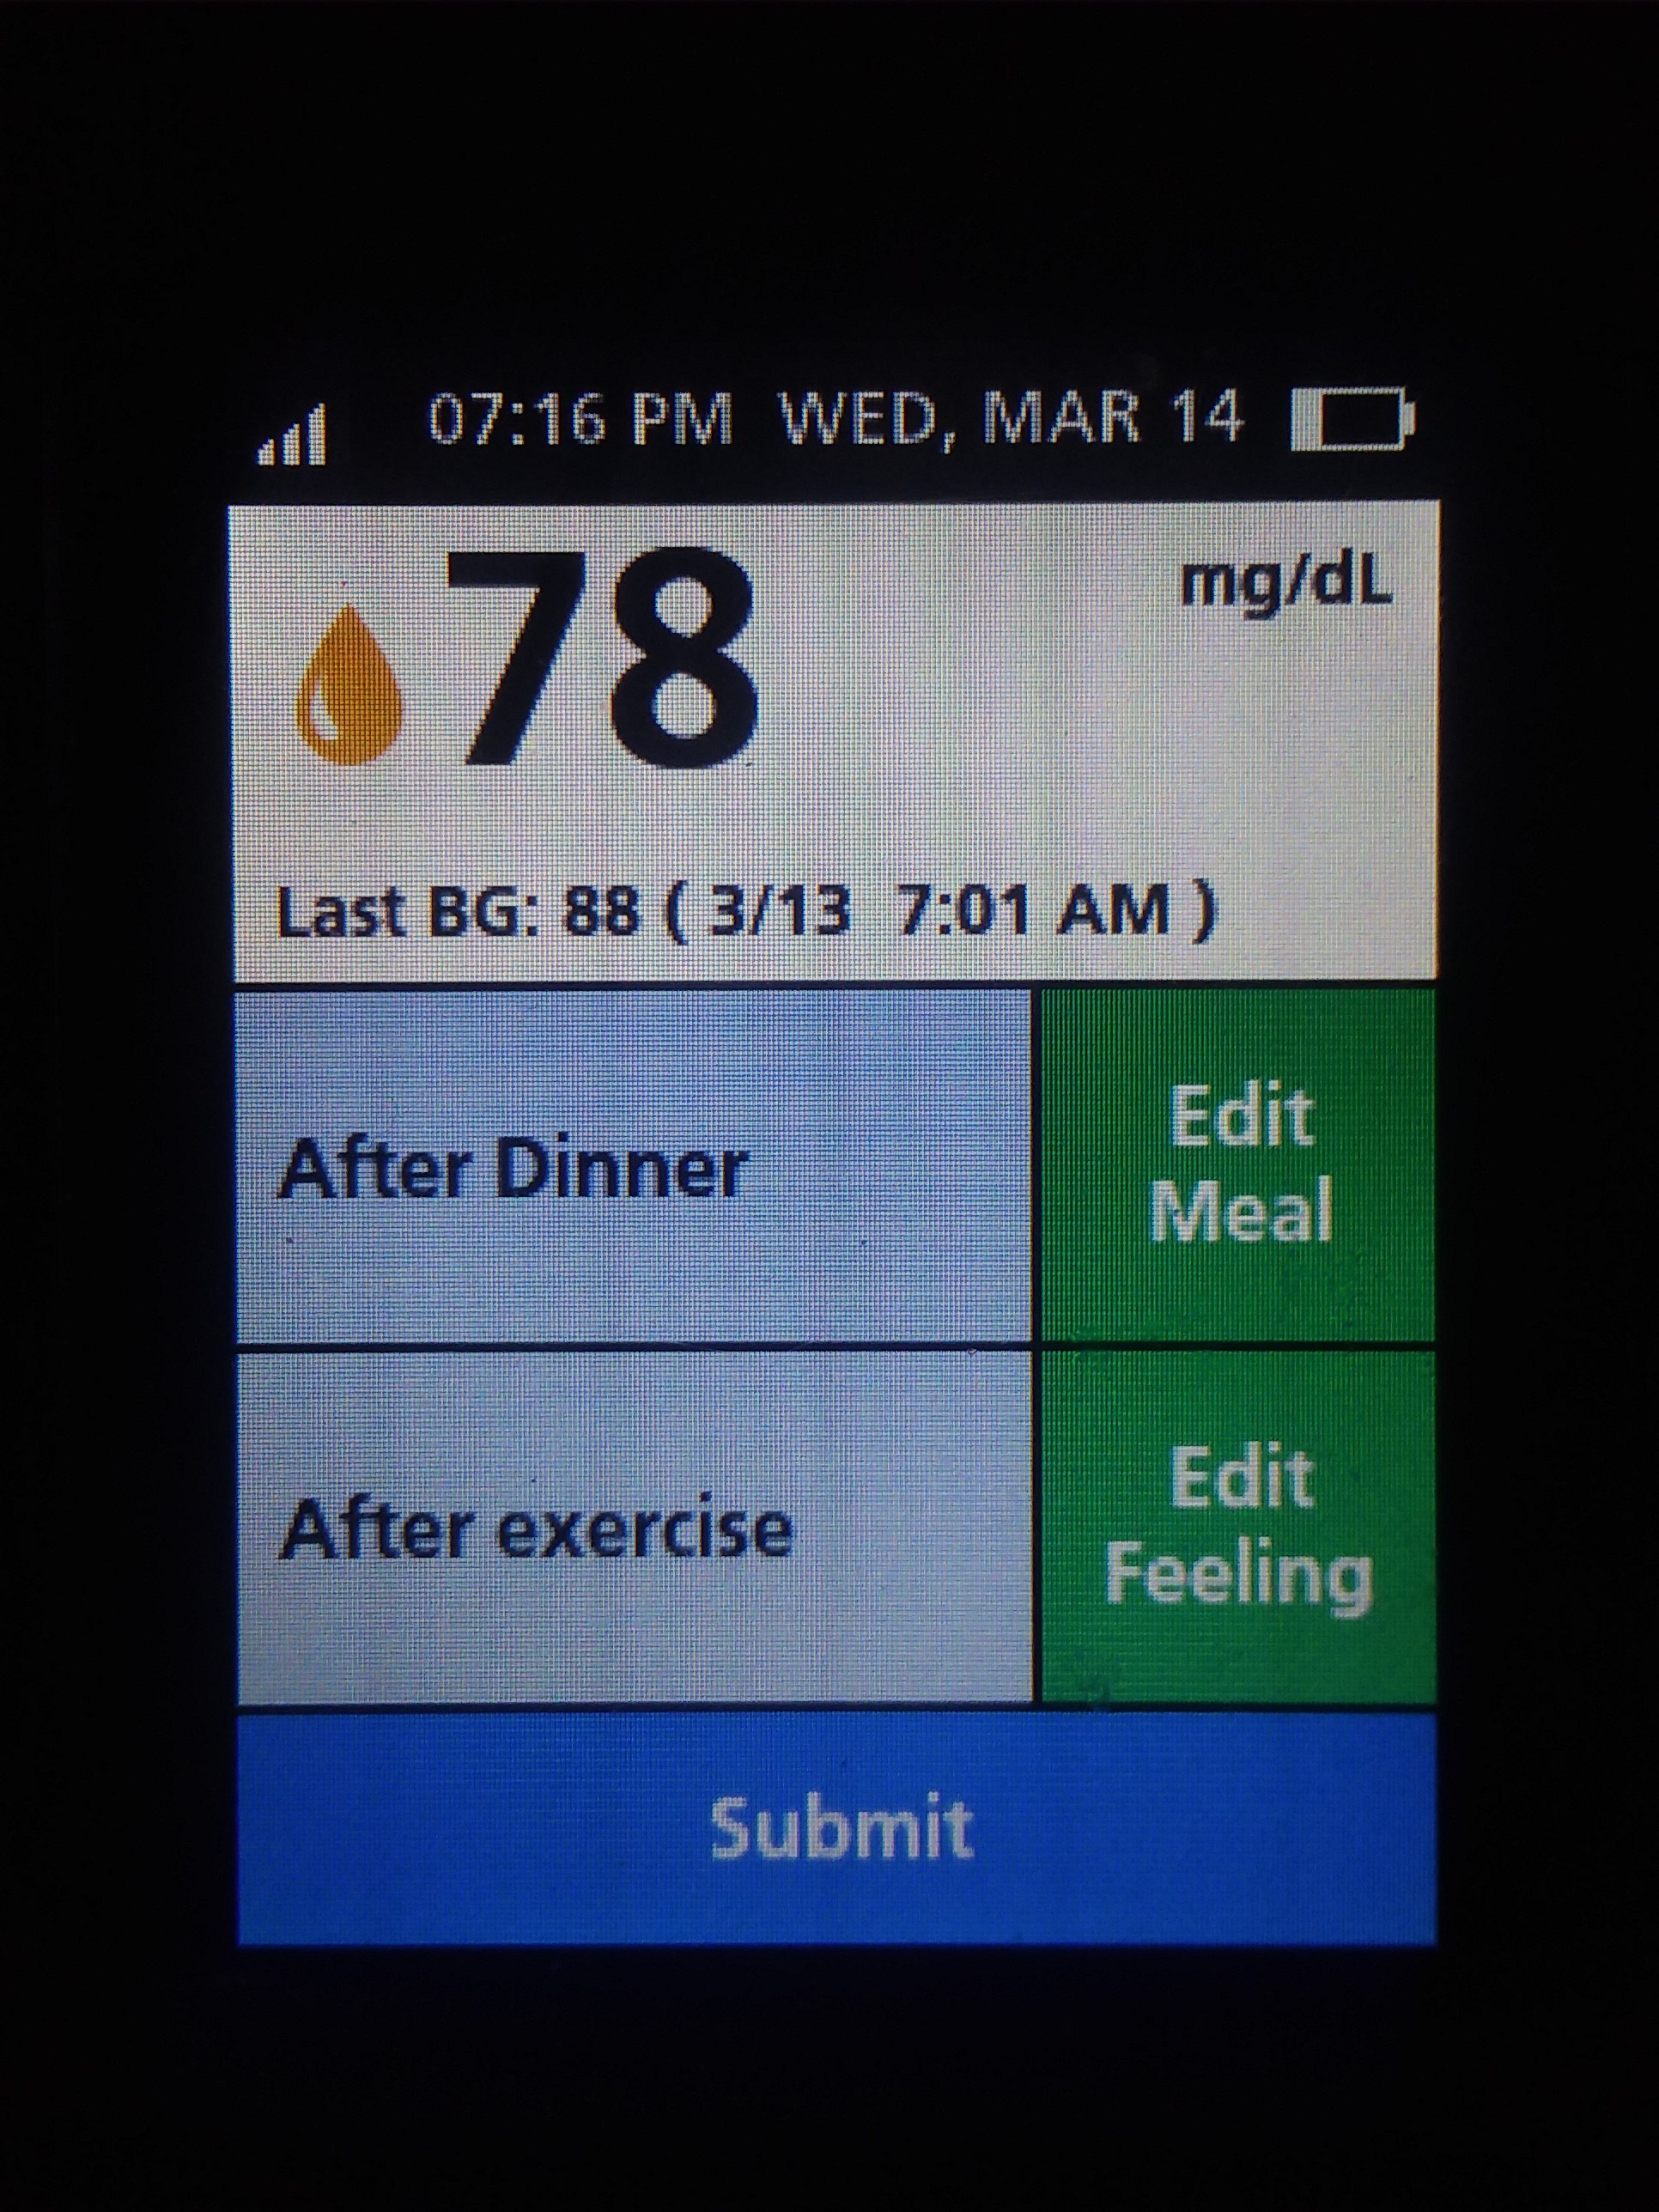 07:16 PM WED, MAR 14
78 mg/dL
Last BG: 88 ( 3/13 7:01 AM )
After Dinner
Edit
Meal
After exercise
Edit
Feeling
Submit